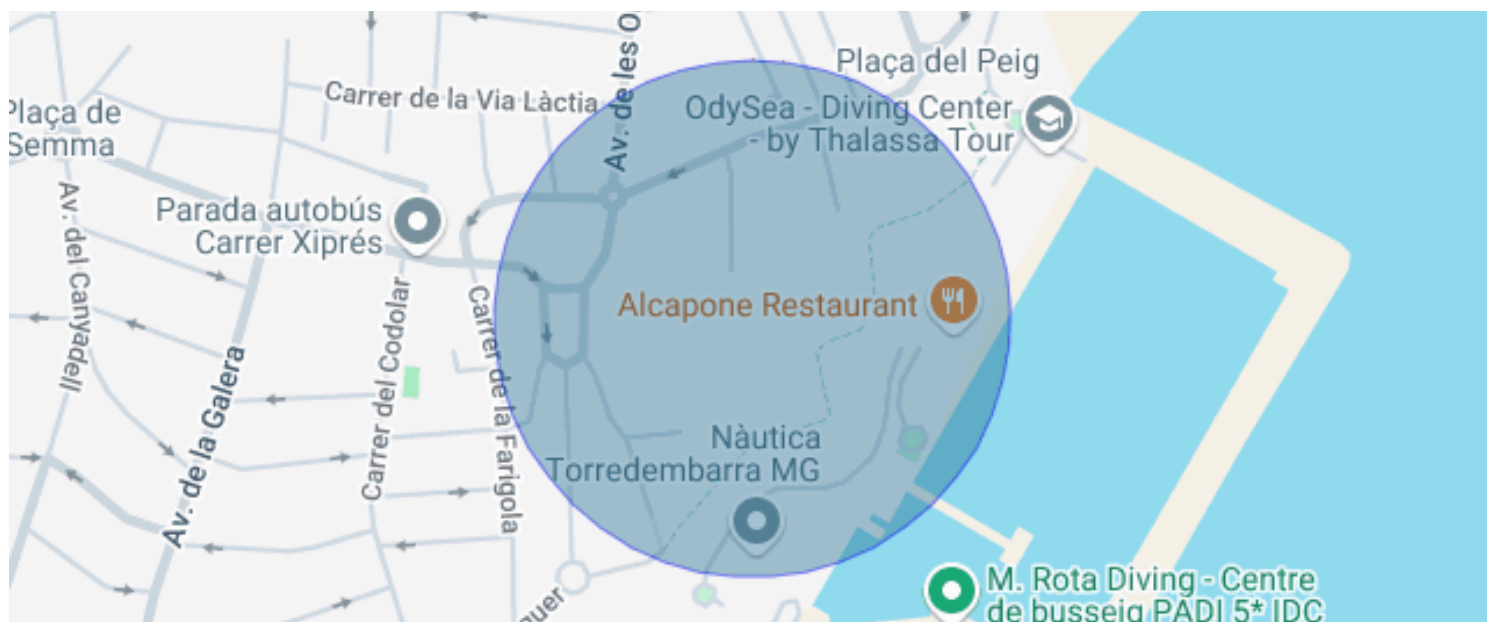 Plaça del Peig
Carrer de la Via Làctia
Av. de les O
OdySea - Diving Center
- by Thalassa Tour
Plaça de
Semma
Parada autobús
Carrer Xiprés
Av. del Canyadell
Alcapone Restaurant
Carrer del Codolar
Carrer de la Farigola
Av. de la Galera
Nàutica
Torredembarra MG
M. Rota Diving - Centre
de busseig PADI 5* IDC
uer